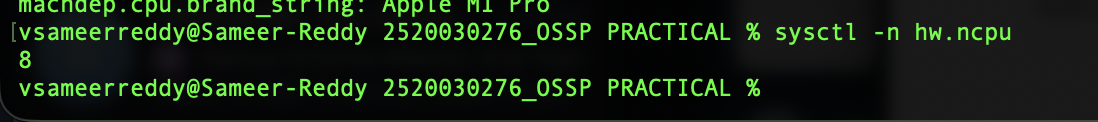 machdep.cpu.brand_string: Apple M1 Pro
[vsameerreddy@Sameer-Reddy 2520030276_OSSP PRACTICAL % sysctl -n hw.ncpu
8
vsameerreddy@Sameer-Reddy 2520030276_OSSP PRACTICAL %